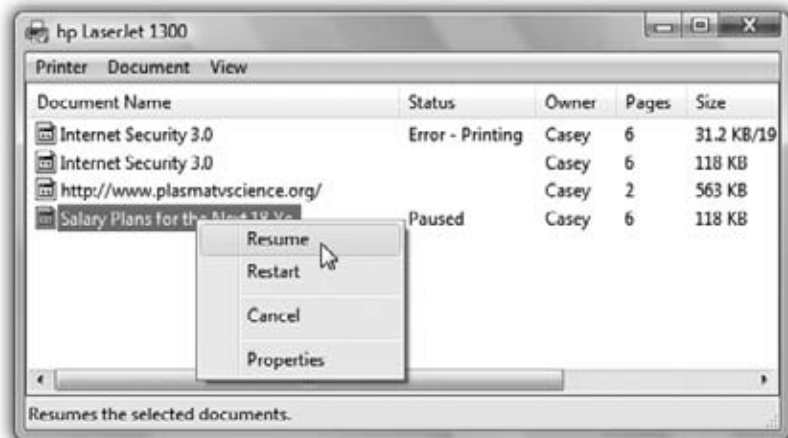 hp LaserJet 1300
Printer Document View
Document Name Status Owner Pages Size
Internet Security 3.0 Error - Printing Casey 6 31.2 KB/19
Internet Security 3.0 Casey 6 118 KB
http://www.plasmatvscience.org/ Casey 2 563 KB
Salary Plans for the Next 18 Ye Paused Casey 6 118 KB
Resume
Restart
Cancel
Properties
Resumes the selected documents.